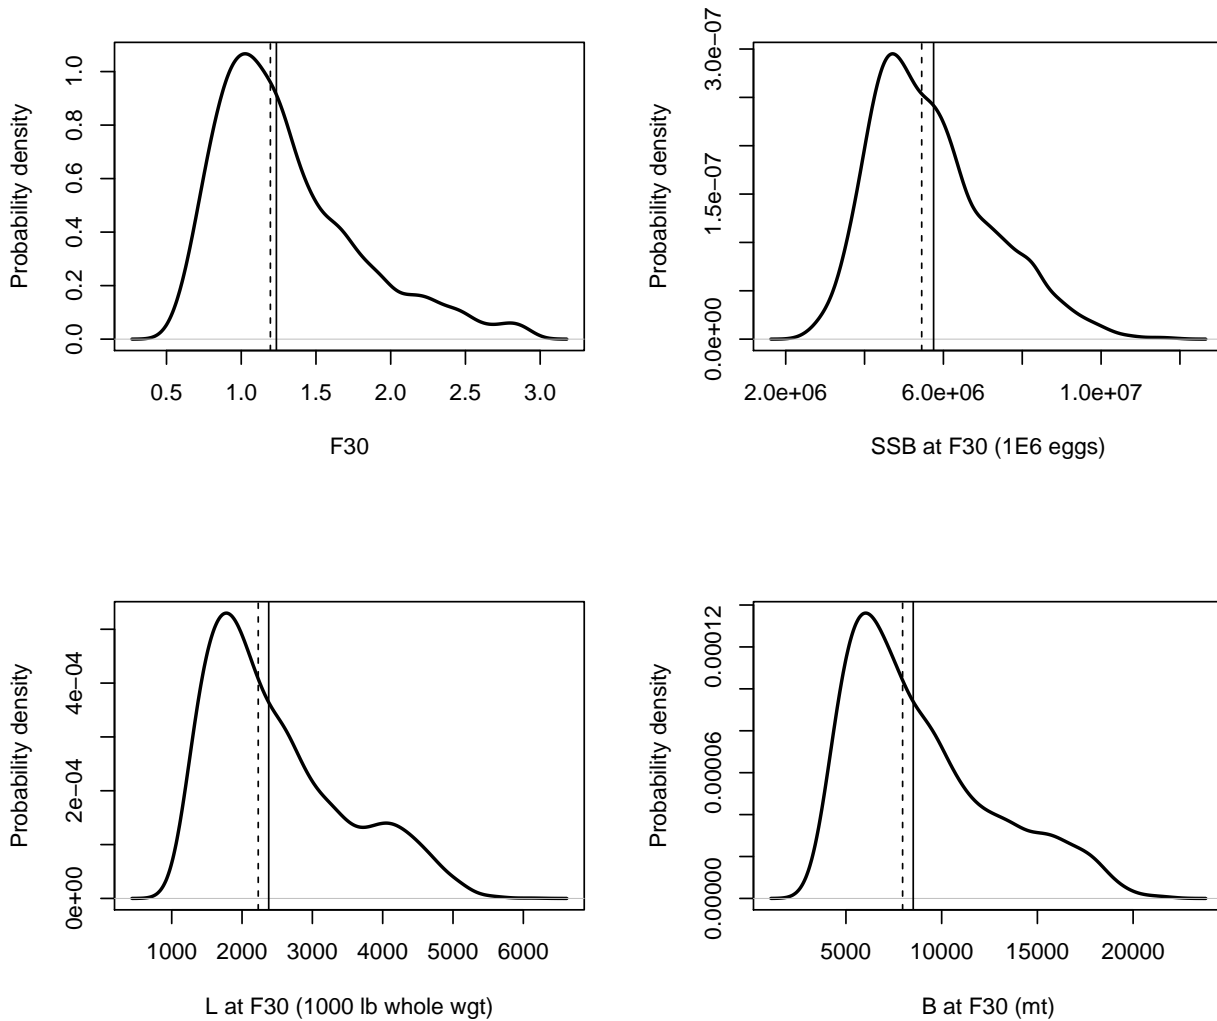 Probability density
0.0 0.2 0.4 0.6 0.8 1.0
0.5 1.0 1.5 2.0 2.5 3.0
F30
Probability density
0.0e+00 1.5e−07 3.0e−07
2.0e+06 6.0e+06 1.0e+07
SSB at F30 (1E6 eggs)
Probability density
0e+00 2e−04 4e−04
1000 2000 3000 4000 5000 6000
L at F30 (1000 lb whole wgt)
Probability density
0.00000 0.00006 0.00012
5000 10000 15000 20000
B at F30 (mt)